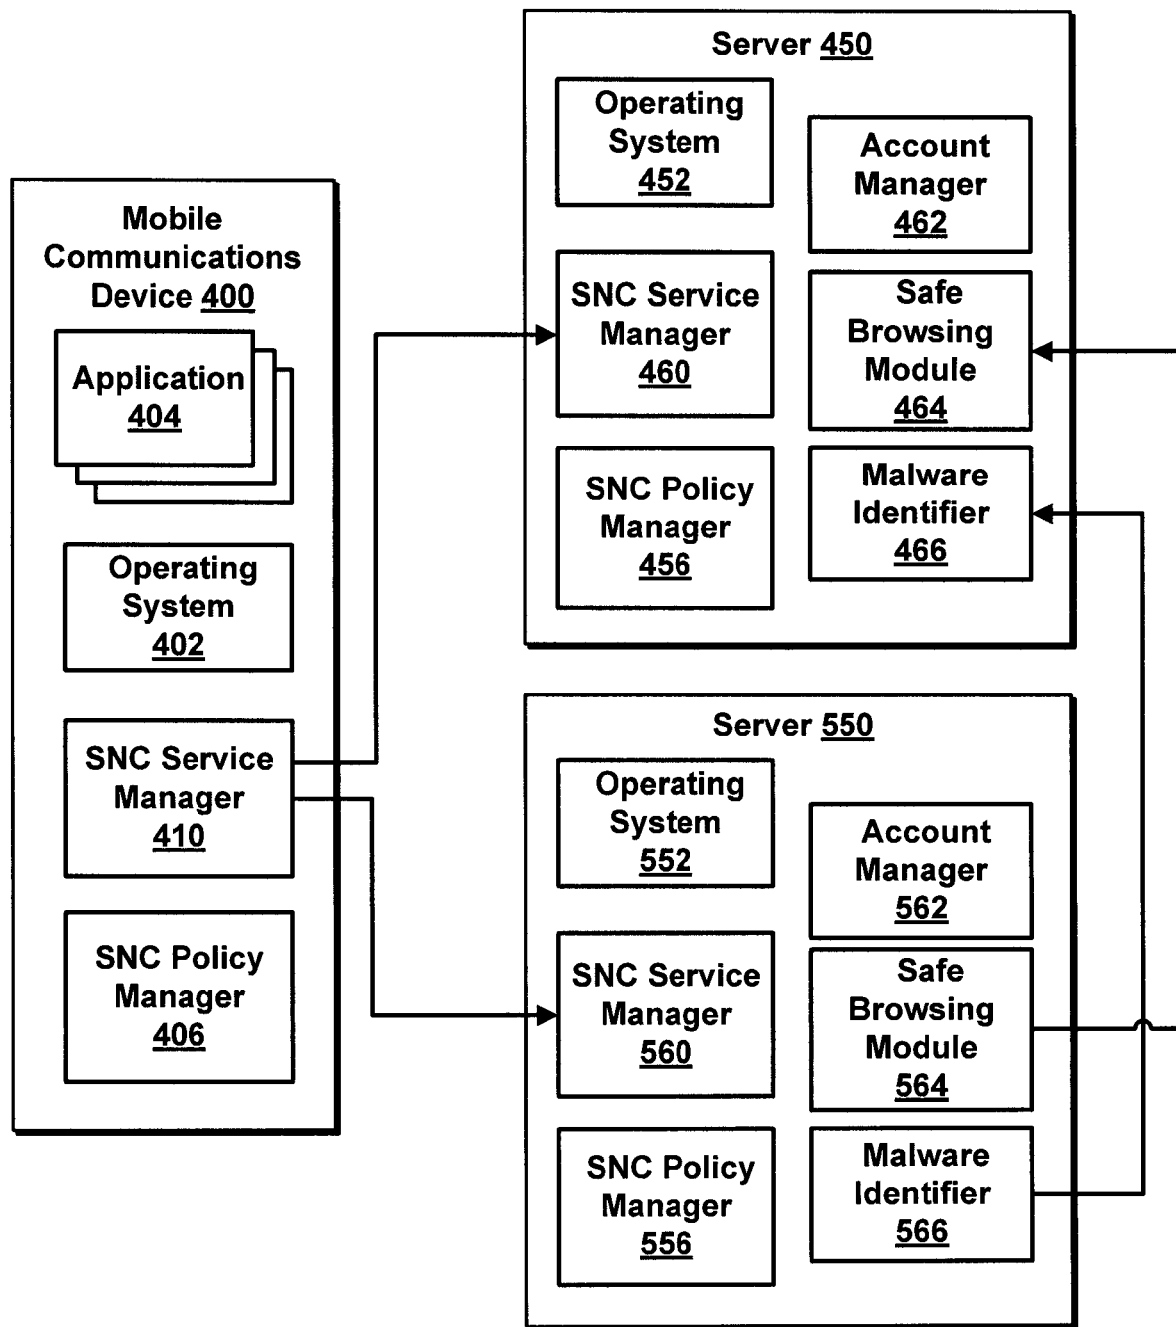 Mobile
Communications
Device 400
Application
404
Operating
System
402
SNC Service
Manager
410
SNC Policy
Manager
406
Server 450
Operating
System
452
SNC Service
Manager
460
SNC Policy
Manager
456
Account
Manager
462
Safe
Browsing
Module
464
Malware
Identifier
466
Server 550
Operating
System
552
SNC Service
Manager
560
SNC Policy
Manager
556
Account
Manager
562
Safe
Browsing
Module
564
Malware
Identifier
566